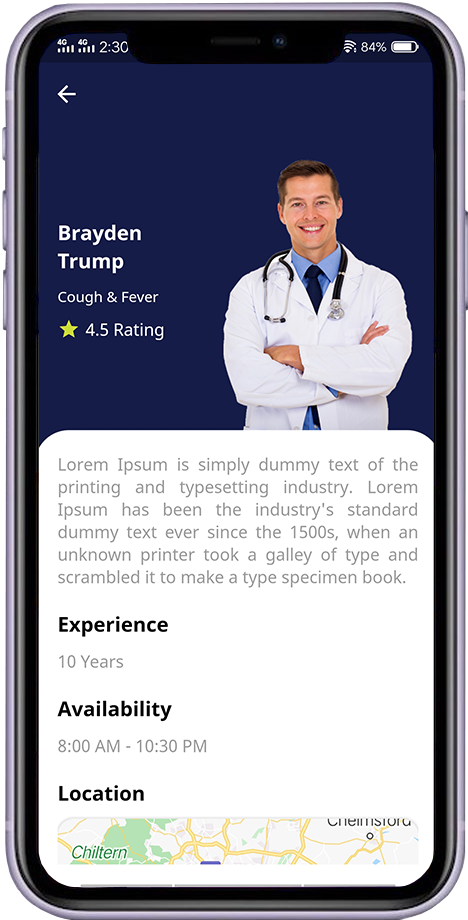 4G 4G 2:30 84%
Brayden
Trump
Cough & Fever
4.5 Rating
Lorem Ipsum is simply dummy text of the
printing and typesetting industry. Lorem
Ipsum has been the industry's standard
dummy text ever since the 1500s, when an
unknown printer took a galley of type and
scrambled it to make a type specimen book.
Experience
10 Years
Availability
8:00 AM - 10:30 PM
Location
Chelmsford
Chiltern